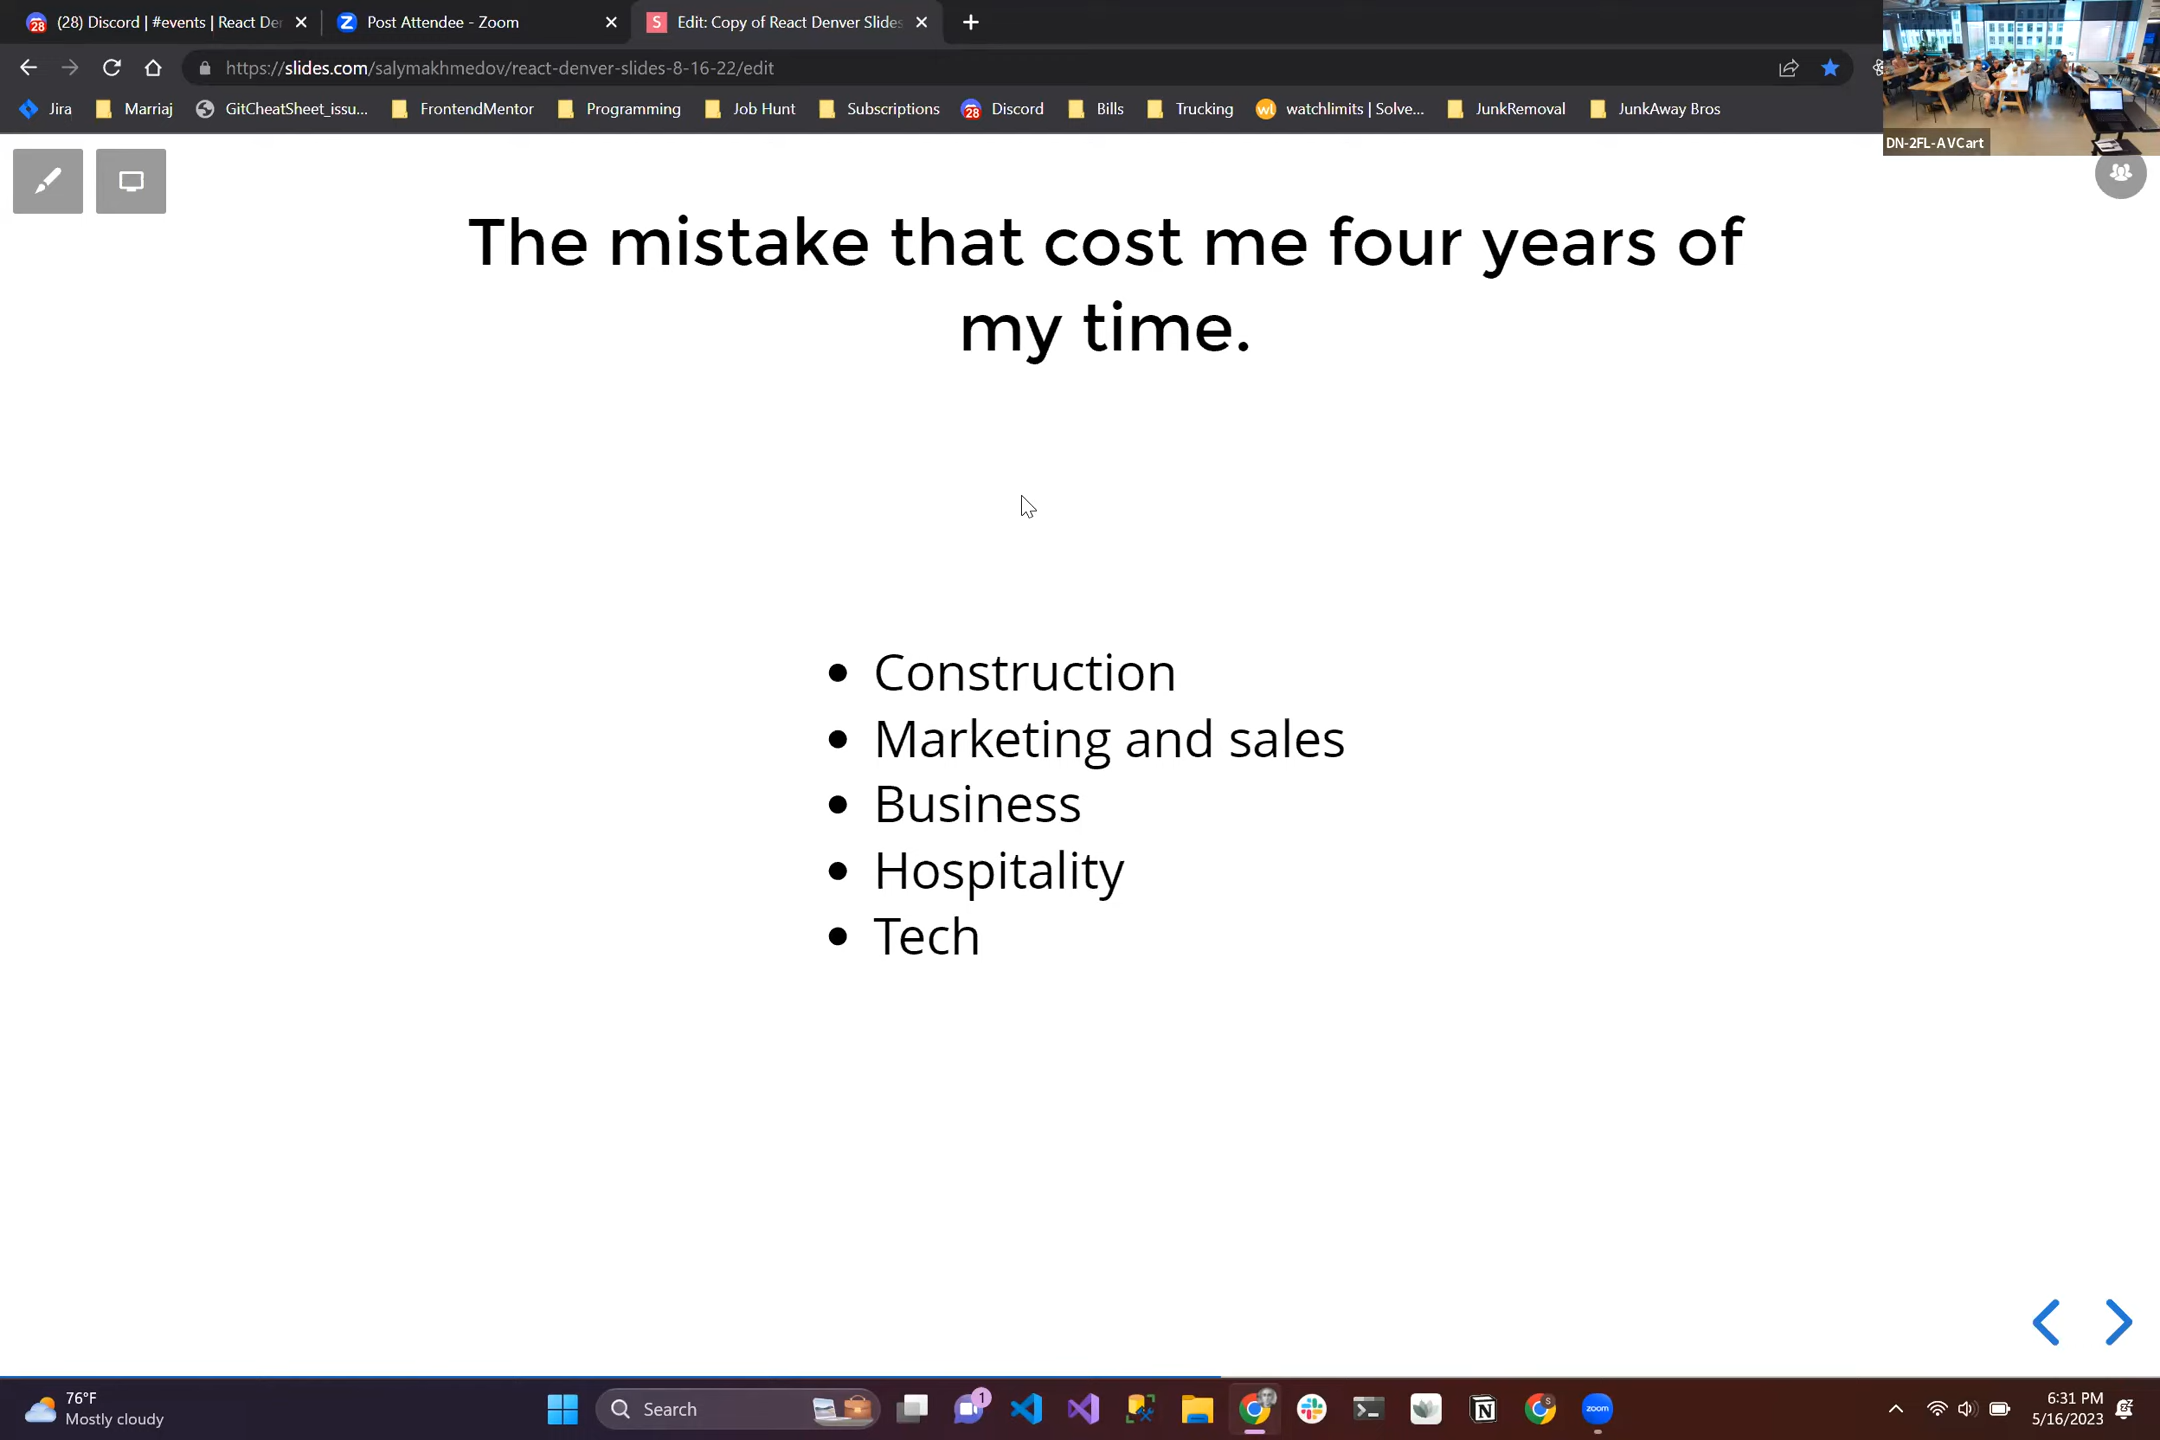 (28) Discord | #events | React De
Post Attendee - Zoom
Edit: Copy of React Denver Slides
https://slides.com/salymakhmedov/react-denver-slides-8-16-22/edit
Jira
Marriaj
GitCheatSheet_issu...
FrontendMentor
Programming
Job Hunt
Subscriptions
Discord
Bills
Trucking
watchlimits | Solve...
JunkRemoval
JunkAway Bros
DN-2FL-AVCart
The mistake that cost me four years of
my time.
Construction
Marketing and sales
Business
Hospitality
Tech
76°F
Mostly cloudy
Search
1
zoom
6:31 PM
5/16/2023